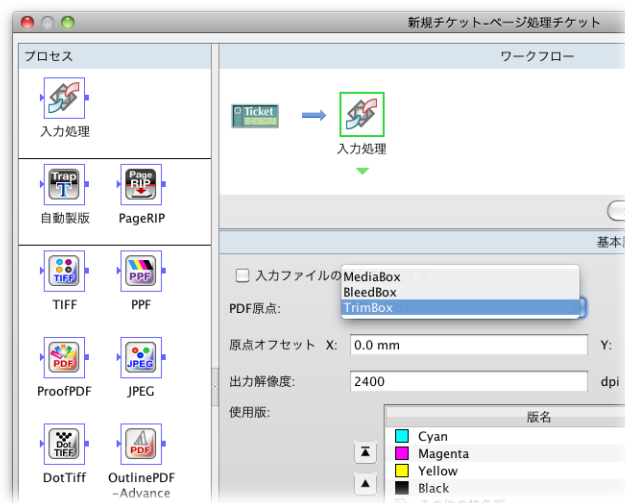 新規チケット-ページ処理チケット
プロセス
ワークフロー
入力処理
Ticket
入力処理
Trap
T
自動製版
Page
RIP
PageRIP
基本
TIFF
TIFF
PPF
PPF
入力ファイルの
MediaBox
BleedBox
TrimBox
PDF原点:
原点オフセット X: 0.0 mm Y:
PDF
ProofPDF
JPEG
JPEG
出力解像度: 2400 dpi
使用版:
版名
Cyan
Magenta
Yellow
Black
Dot
TIFF
DotTiff
PDF
OutlinePDF
-Advance